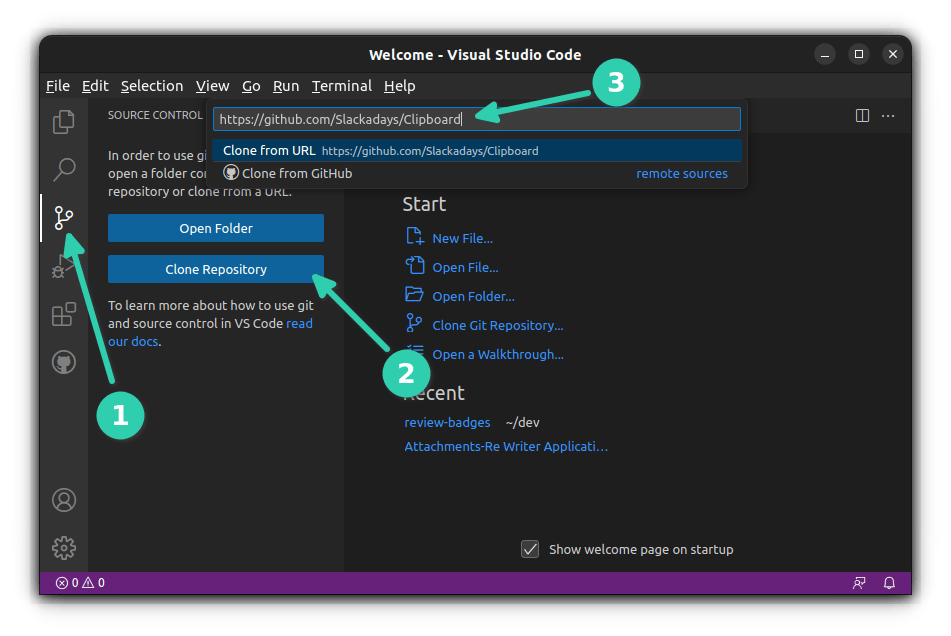 Welcome - Visual Studio Code
File Edit Selection View Go Run Terminal Help
3
SOURCE CONTROL
https://github.com/Slackadays/Clipboard
Clone from URL https://github.com/Slackadays/Clipboard
Clone from GitHub remote sources
In order to use
open a folder
repository or clone from a URL.
Open Folder
Clone Repository
To learn more about how to use git
and source control in VS Code read
our docs.
1
2
Start
New File...
Open File...
Open Folder...
Clone Git Repository...
Open a Walkthrough...
Recent
review-badges ~/dev
Attachments-Re Writer Applicati...
Show welcome page on startup
0 0